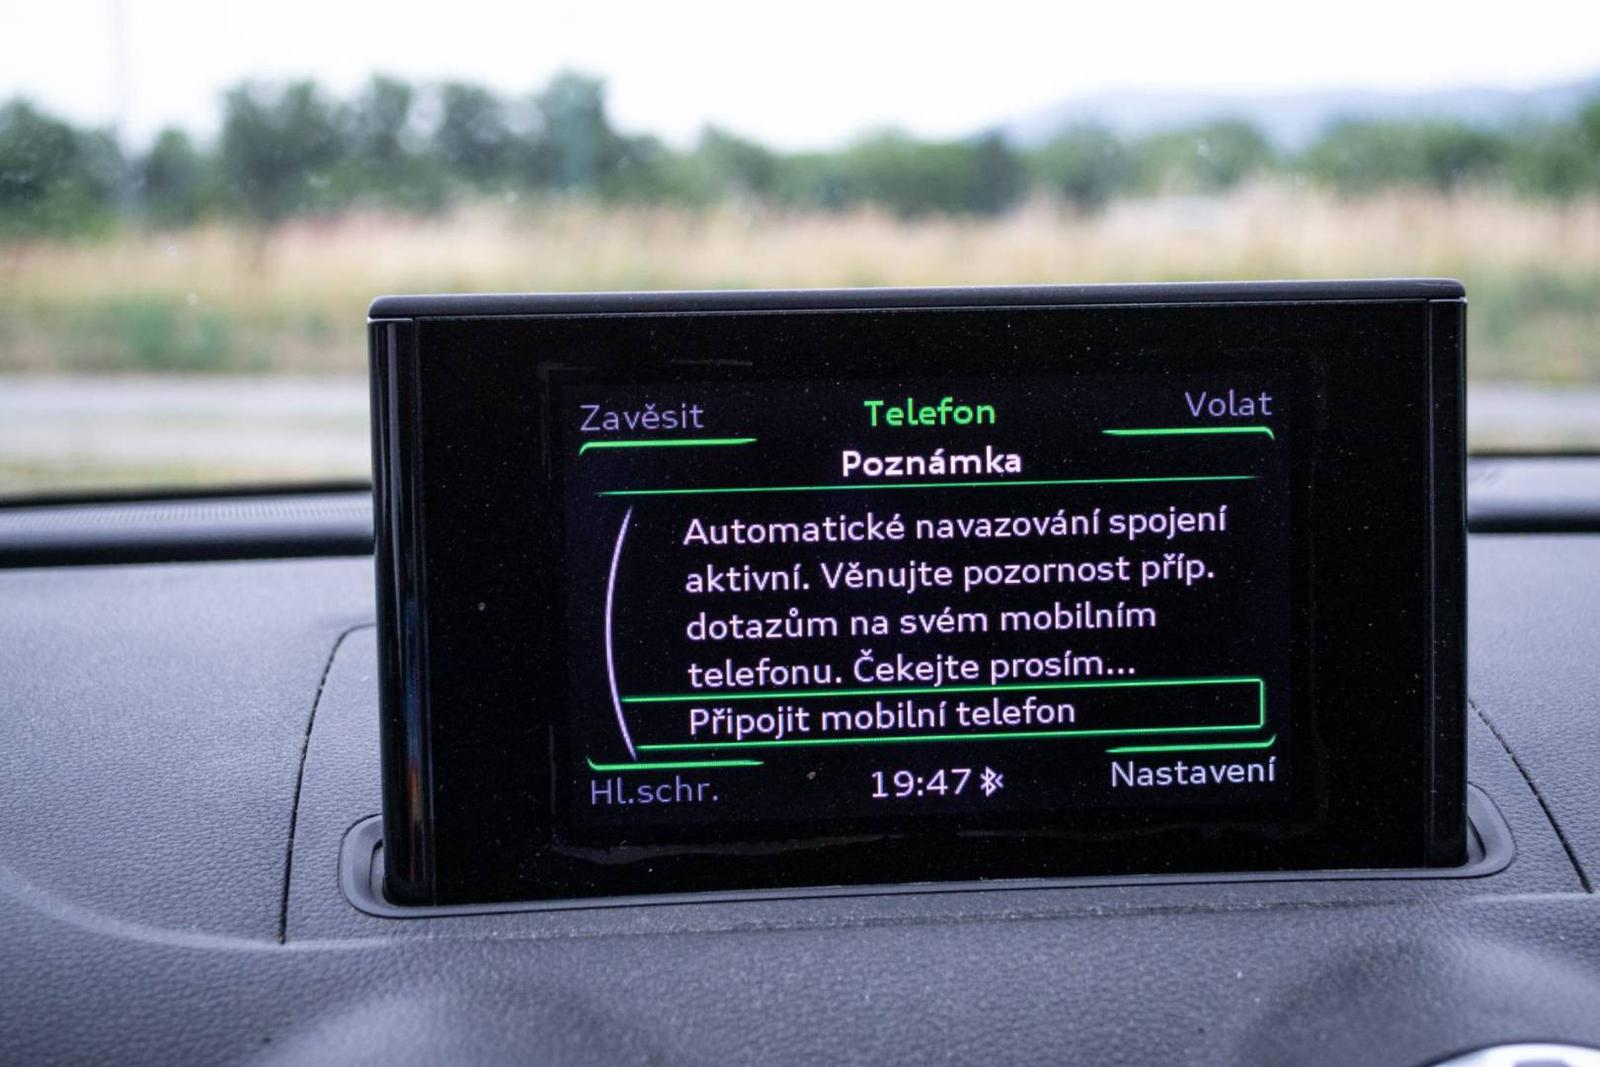 Zavěsit
Telefon
Volat
Poznámka
Automatické navazování spojení
aktivní. Věnujte pozornost příp.
dotazům na svém mobilním
telefonu. Čekejte prosím...
Připojit mobilní telefon
Hl.schr.
19:47
Nastavení